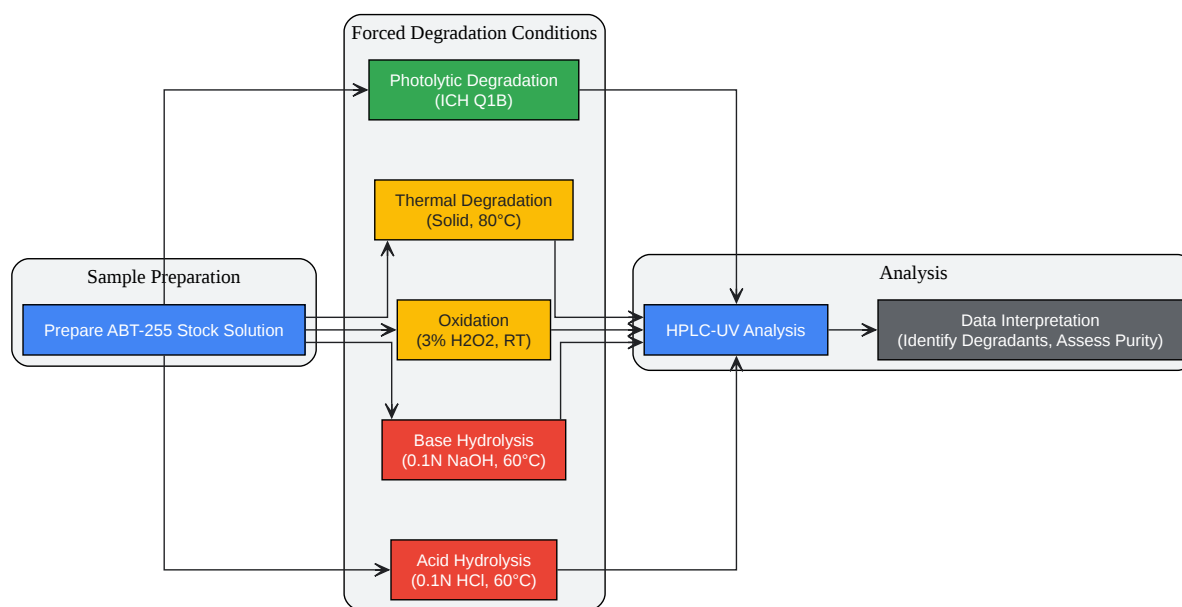 Forced Degradation Conditions
Photolytic Degradation
(ICH Q1B)
Thermal Degradation
(Solid, 80°C)
Sample Preparation
Analysis
Prepare ABT-255 Stock Solution
Oxidation
(3% H2O2, RT)
HPLC-UV Analysis
Data Interpretation
(Identify Degradants, Assess Purity)
Base Hydrolysis
(0.1N NaOH, 60°C)
Acid Hydrolysis
(0.1N HCl, 60°C)